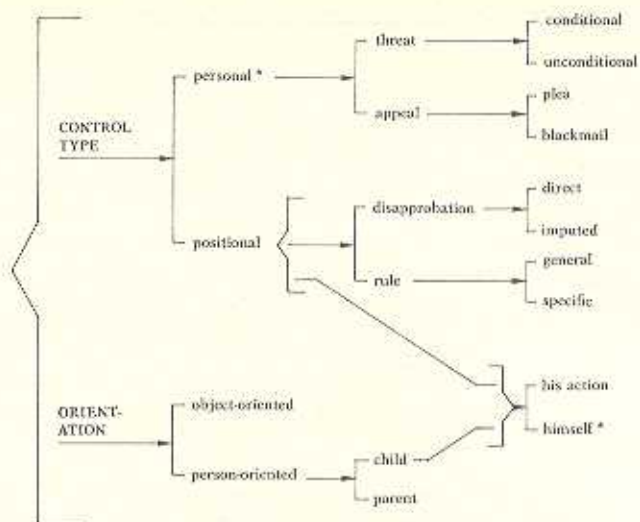 conditional
threat
unconditional
personal *
plea
appeal
blackmail
CONTROL
TYPE
direct
disapprobation
imputed
positional
general
rule
specific
his action
himself *
object-oriented
ORIENT-
ATION
child
person-oriented
parent